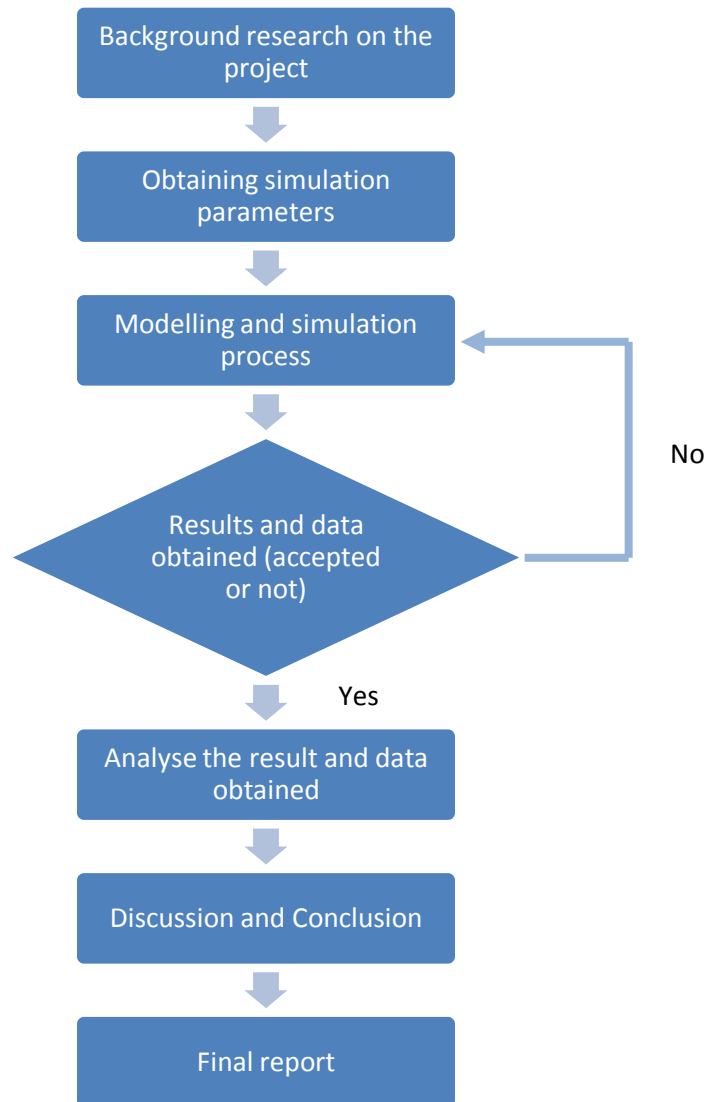 Background research on the
project
Obtaining simulation
parameters
Modelling and simulation
process
No
Results and data
obtained (accepted
or not)
Yes
Analyse the result and data
obtained
Discussion and Conclusion
Final report